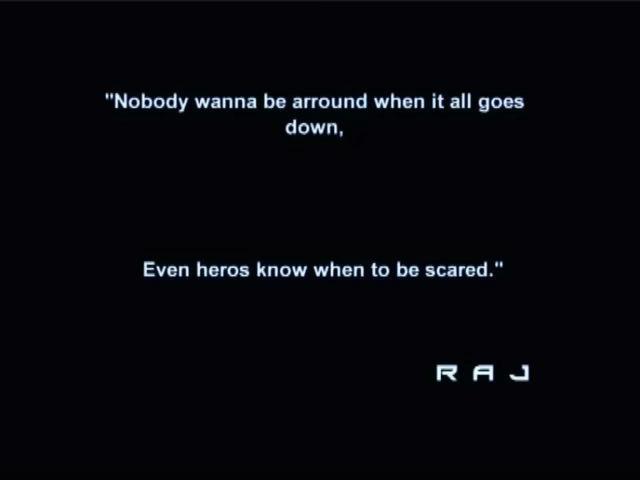 "Nobody wanna be arround when it all goes
down,
Even heros know when to be scared."
RAJ